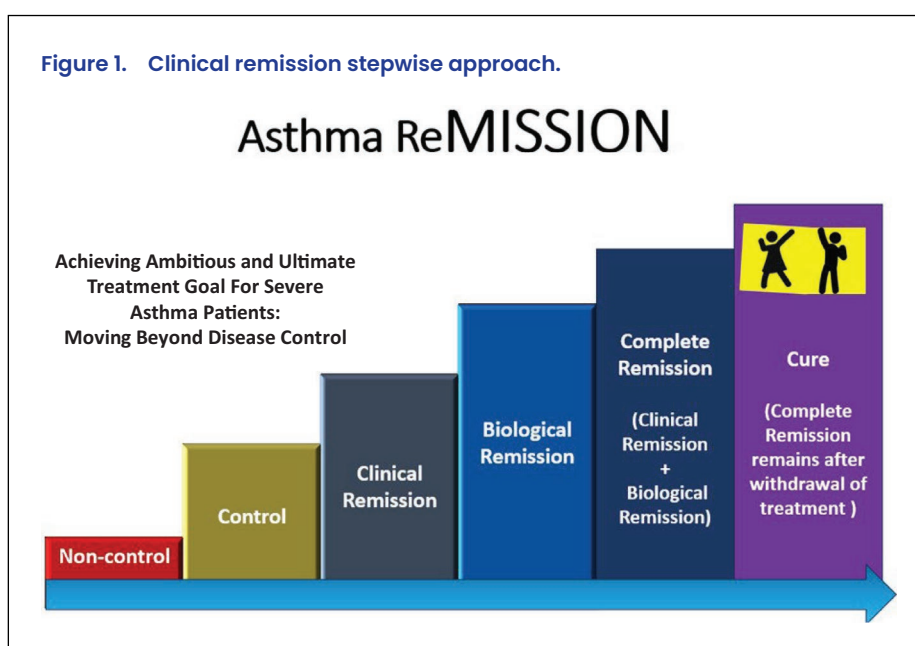 Figure 1. Clinical remission stepwise approach.
Asthma ReMISSION
Achieving Ambitious and Ultimate
Treatment Goal For Severe
Asthma Patients:
Moving Beyond Disease Control
Non-control
Control
Clinical
Remission
Biological
Remission
Complete
Remission
(Clinical
Remission
+
Biological
Remission)
Cure
(Complete
Remission
remains after
withdrawal of
treatment )